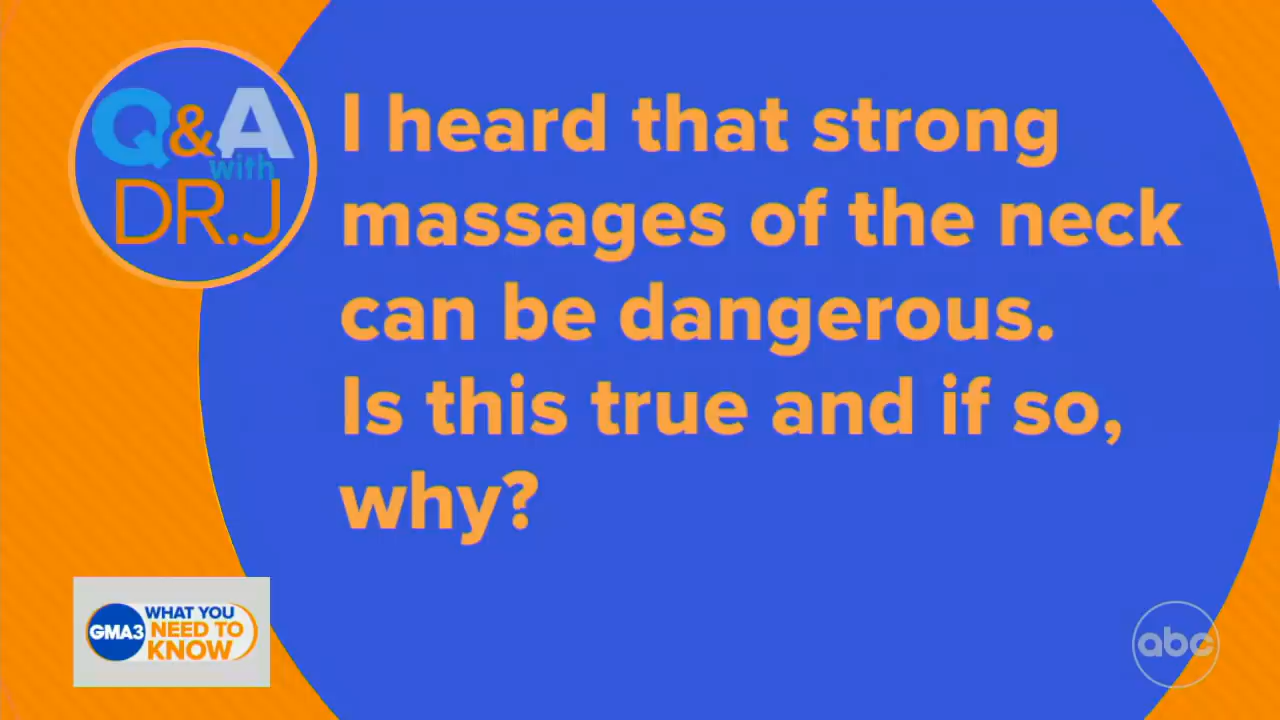 Q&A
with
DR.J
I heard that strong
massages of the neck
can be dangerous.
Is this true and if so,
why?
GMA3
WHAT YOU
NEED TO
KNOW
abc